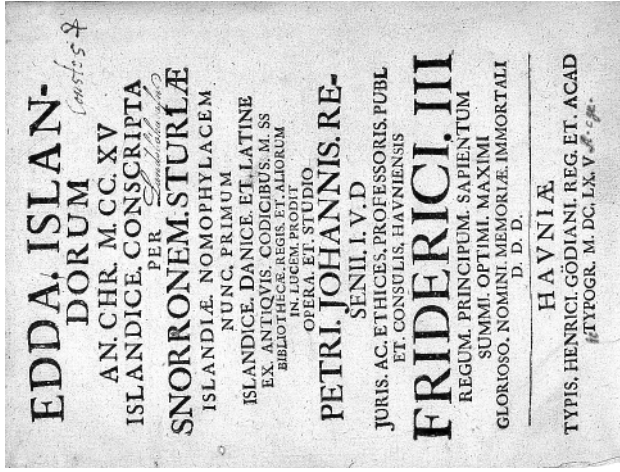 EDDA. ISLAN-
DORUM
AN. CHR. M. CC. XV
ISLANDICE. CONSCRIPTA
PER
SNORRONEM. STURLÆ
ISLANDIÆ. NOMOPHYLACEM
NUNC. PRIMUM
ISLANDICE. DANICE. ET. LATINE
EX. ANTIQVIS. CODICIBUS. M. SS
BIBLIOTHECÆ. REGIS. ET. ALIORUM
IN. LUCEM. PRODIT
OPERA. ET. STUDIO
PETRI. JOHANNIS. RE-
SENII. I. V. D
JURIS. AC. ETHICES. PROFESSORIS. PUBL
ET. CONSULIS. HAVNIENSIS
FRIDERICI. III
REGUM. PRINCIPUM. SAPIENTUM
SUMMI. OPTIMI. MAXIMI
GLORIOSO. NOMINI. MEMORIÆ. IMMORTALI
D. D. D.
HAVNIÆ
TYPIS. HENRICI. GÖDIANI. REG. ET. ACAD
TYPOGR. M. DC. LX. V